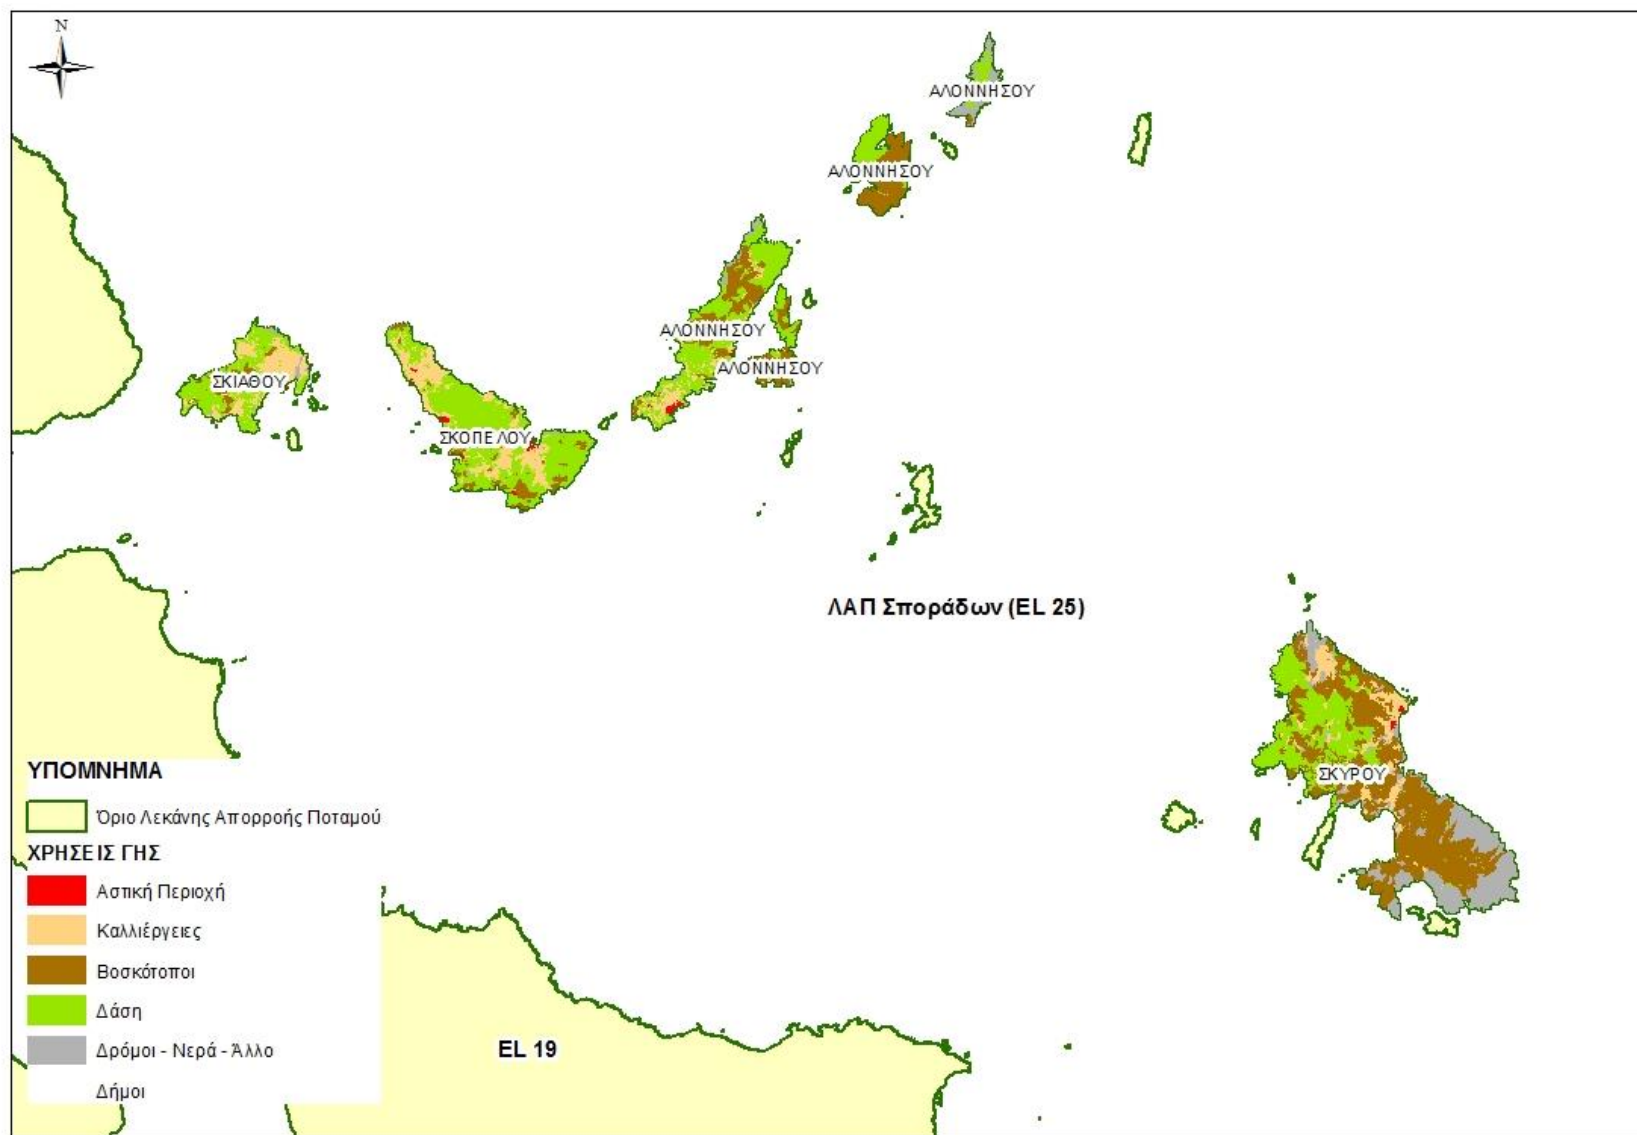 N
ΑΛΟΝΝΗΣΟΥ
ΑΛΟΝΝΗΣΟΥ
ΑΛΟΝΝΗΣΟΥ
ΑΛΟΝΝΗΣΟΥ
ΣΚΙΑΘΟΥ
ΣΚΟΠΕΛΟΥ
ΛΑΠ Σποράδων (EL 25)
ΣΚΥΡΟΥ
ΥΠΟΜΝΗΜΑ
Όριο Λεκάνης Απορροής Ποταμού
ΧΡΗΣΕΙΣ ΓΗΣ
Αστική Περιοχή
Καλλιέργειες
Βοσκότοποι
Δάση
Δρόμοι - Νερά - Άλλο
Δήμοι
EL 19